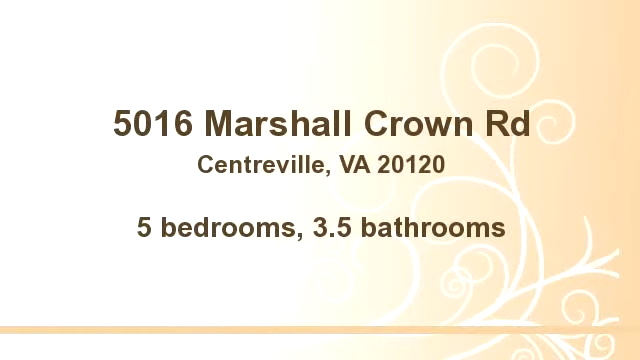 5016 Marshall Crown Rd
Centreville, VA 20120
5 bedrooms, 3.5 bathrooms